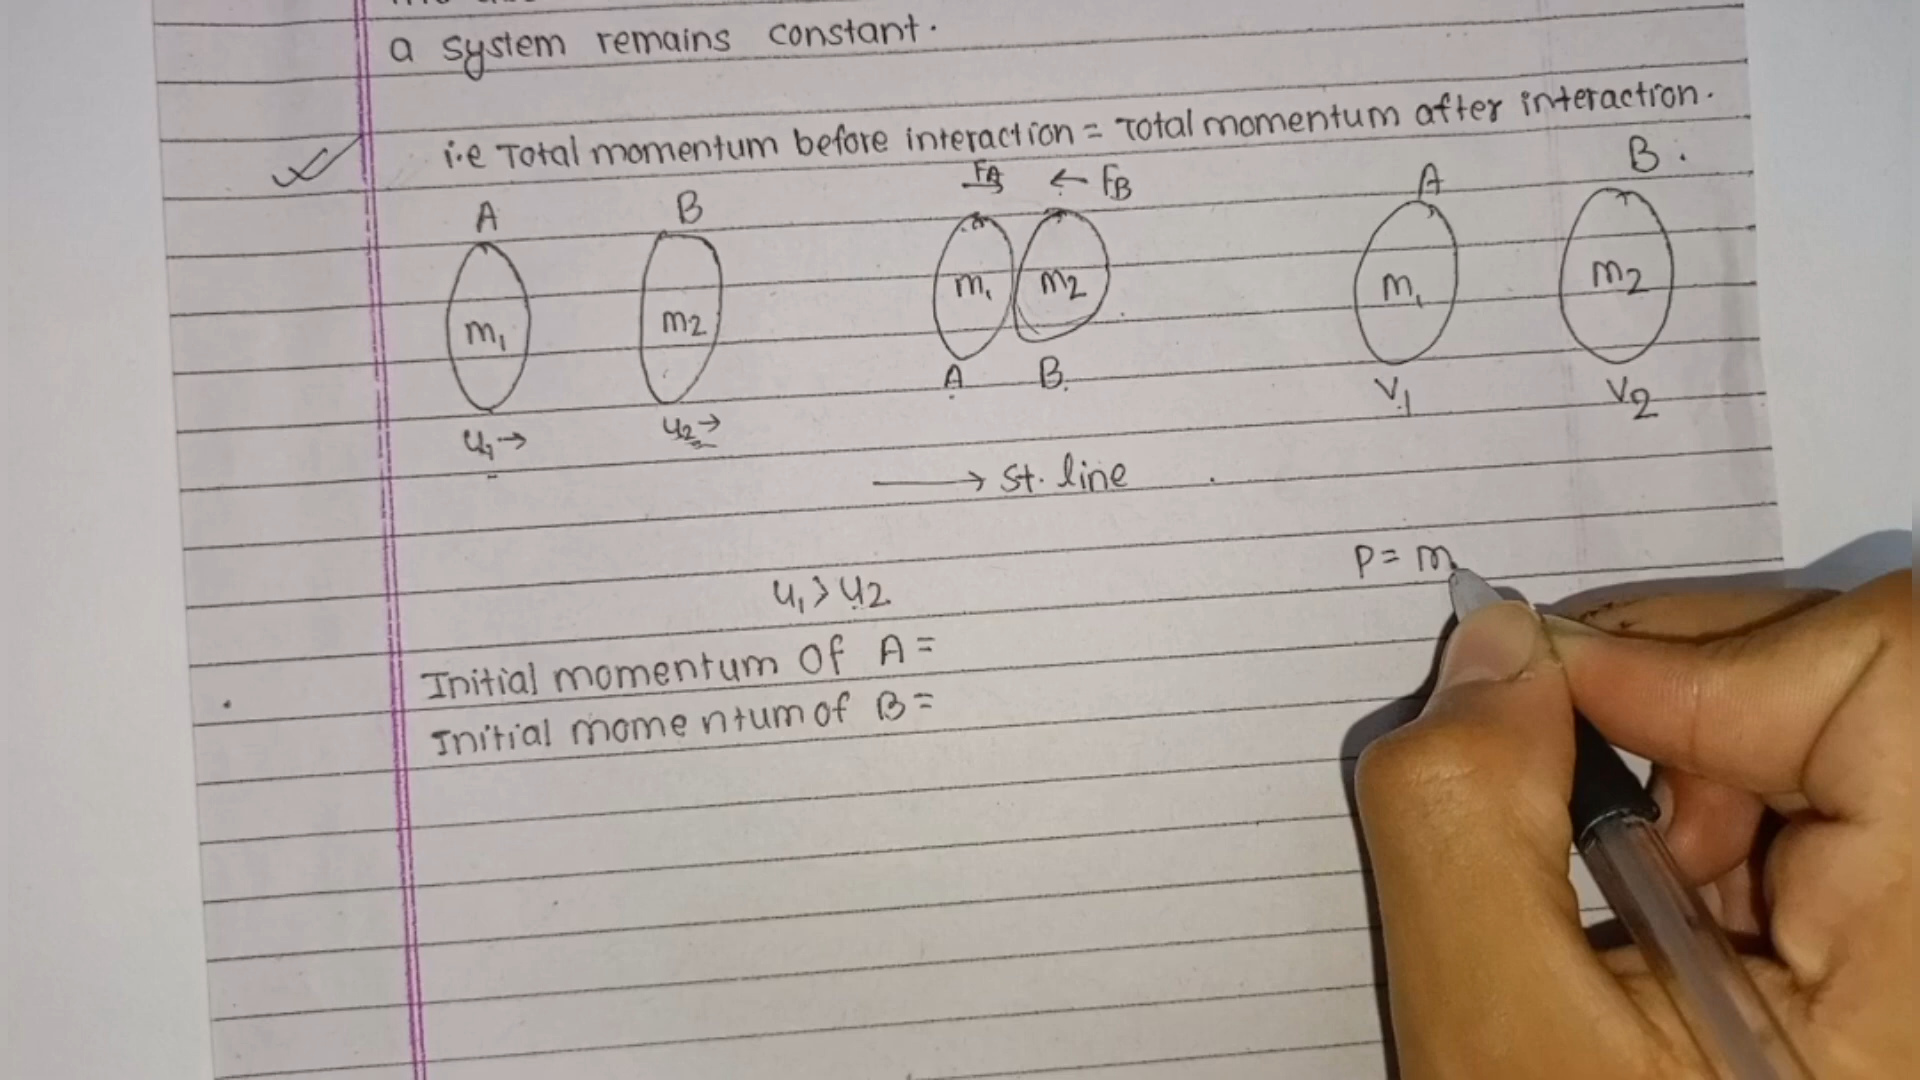 a system remains constant.
i.e Total momentum before interaction = Total momentum after interaction.
A B FA ← FB A B.
m1 m2 m1 m2 m1 m2
A B
u1→ u2→ V1 V2
→ St. line
P = m
u1 > u2
Initial momentum Of A =
Initial momentum of B =